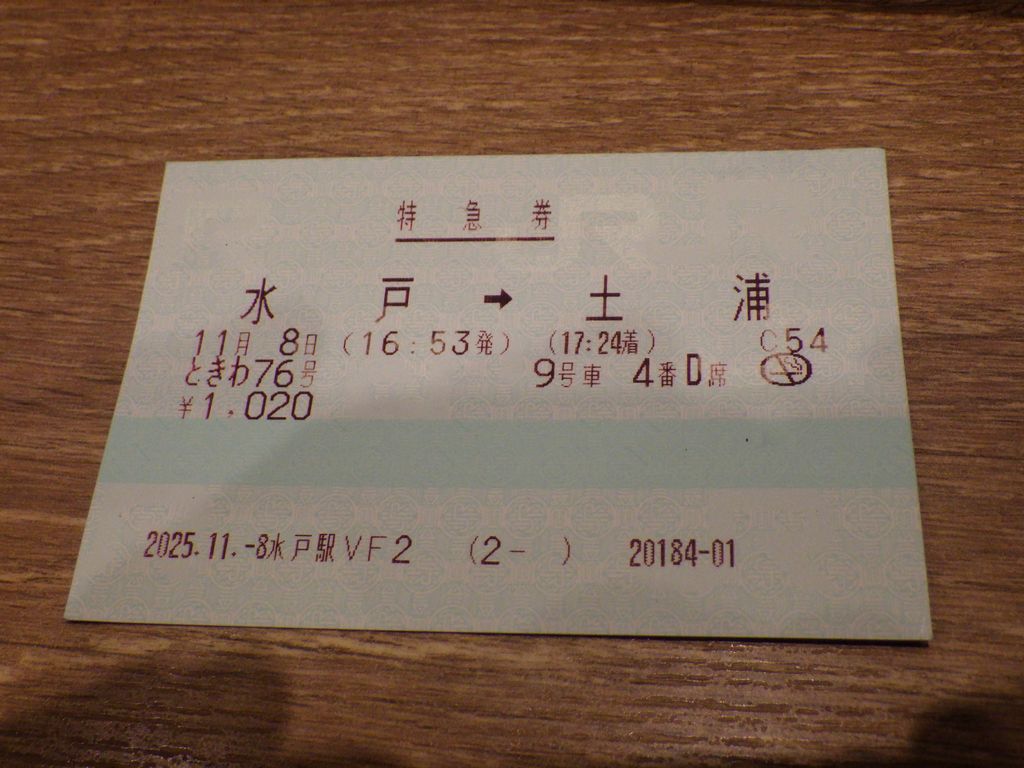 特 急 券
水 戸 → 土 浦
11月 8日 (16:53発) (17:24着) C54
ときわ76号 9号車 4番D席
¥1,020
2025.11.-8水戸駅VF2 (2- ) 20184-01